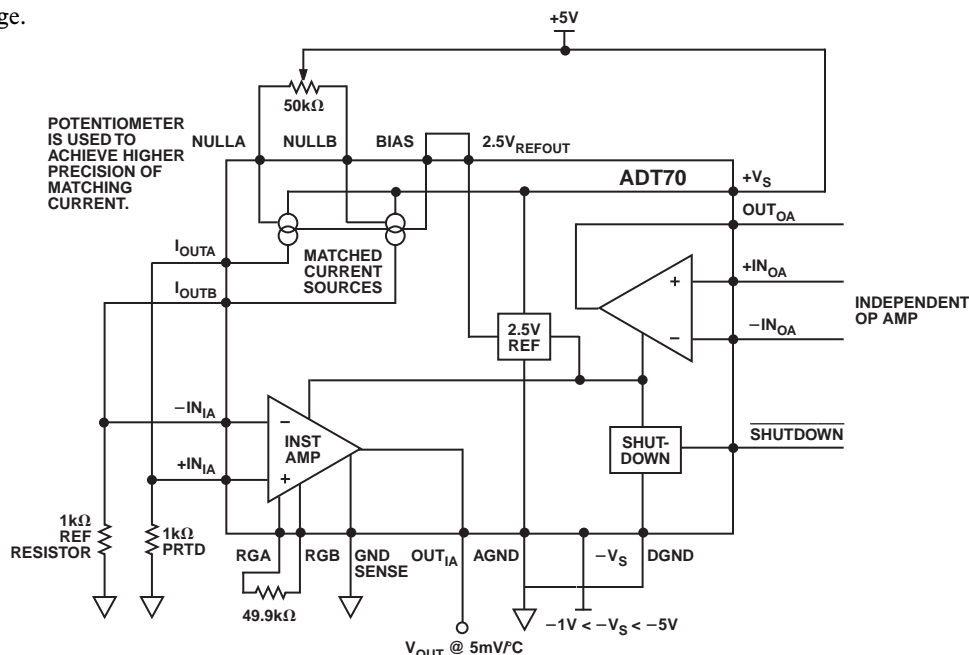 ge.
+5V
50kΩ
POTENTIOMETER
IS USED TO
ACHIEVE HIGHER
PRECISION OF
MATCHING
CURRENT.
NULLA
NULLB
BIAS
2.5VREFOUT
ADT70
+VS
OUTOA
IOUTA
MATCHED
CURRENT
SOURCES
+INOA
IOUTB
INDEPENDENT
OP AMP
2.5V
REF
−INOA
+
−
−INIA
SHUTDOWN
−
INST
AMP
+
SHUT-
DOWN
+INIA
1kΩ
REF
RESISTOR
1kΩ
PRTD
RGA
RGB
GND
SENSE
OUTIA
AGND
−VS
DGND
49.9kΩ
−1V < −VS < −5V
VOUT @ 5mV/°C